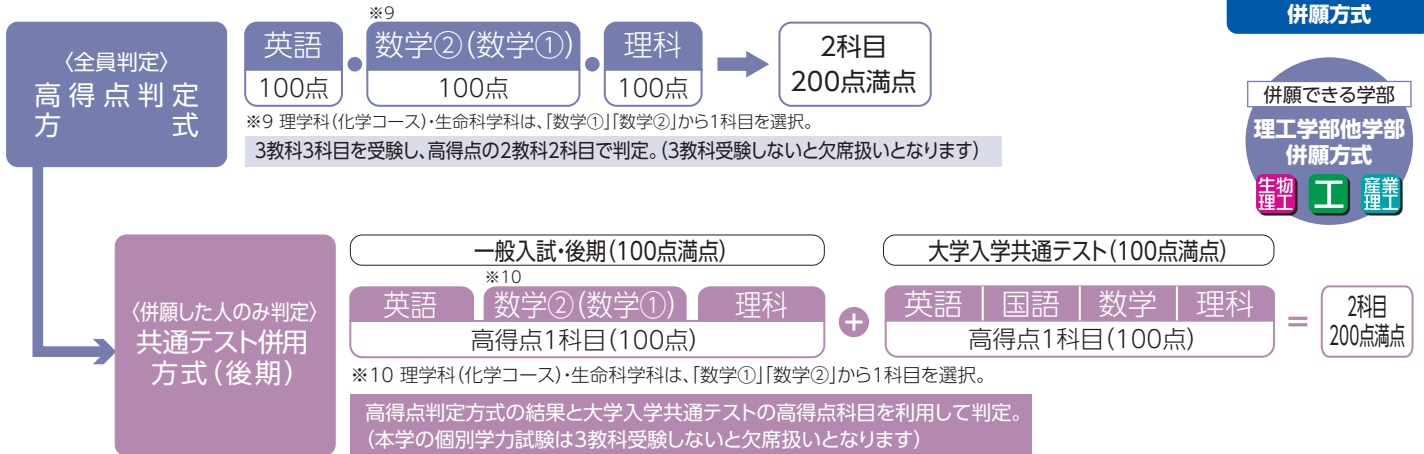 併願方式
併願できる学部
理工学部他学部
併願方式
生物
理工
工
産業
理工
〈全員判定〉
高得点判定
方式
※9
英語
数学②(数学①)
理科
100点
100点
100点
2科目
200点満点
※9 理学科(化学コース)・生命科学科は、「数学①」「数学②」から1科目を選択。
3教科3科目を受験し、高得点の2教科2科目で判定。(3教科受験しないと欠席扱いとなります)
〈併願した人のみ判定〉
共通テスト併用
方式(後期)
一般入試・後期(100点満点)
※10
英語
数学②(数学①)
理科
高得点1科目(100点)
+
大学入学共通テスト(100点満点)
英語
国語
数学
理科
高得点1科目(100点)
=
2科目
200点満点
※10 理学科(化学コース)・生命科学科は、「数学①」「数学②」から1科目を選択。
高得点判定方式の結果と大学入学共通テストの高得点科目を利用して判定。
(本学の個別学力試験は3教科受験しないと欠席扱いとなります)